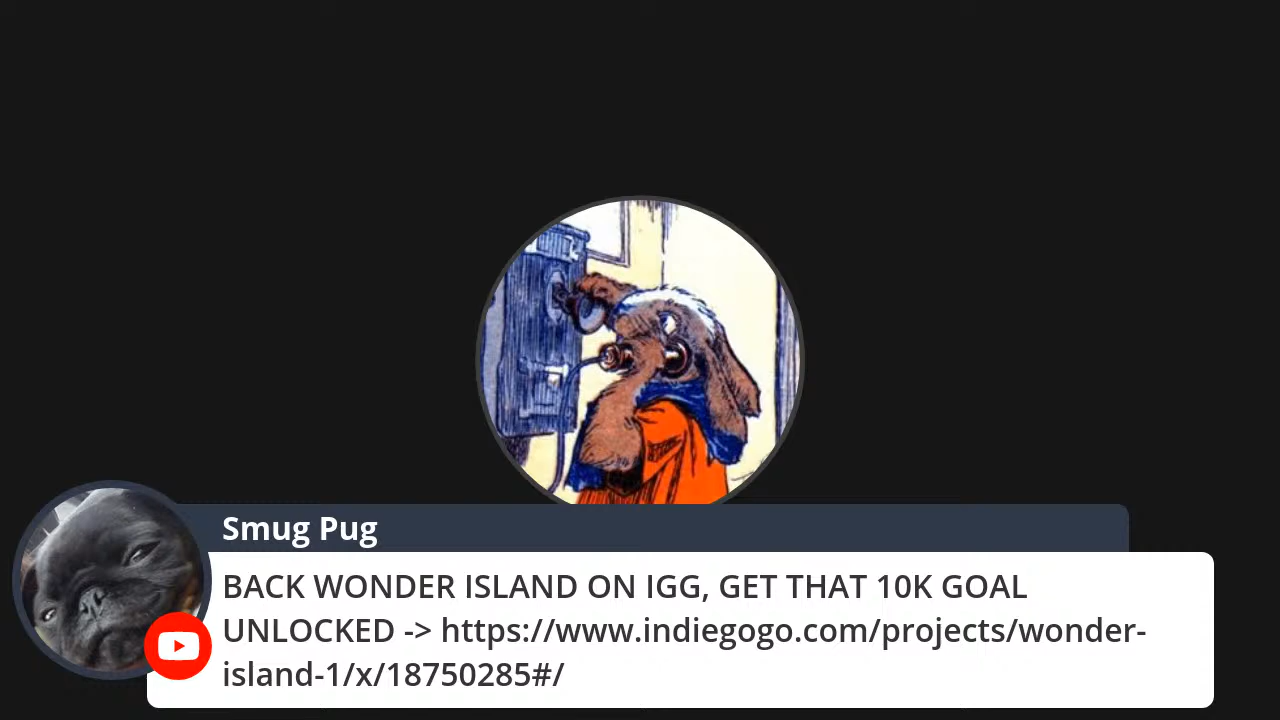 Smug Pug
BACK WONDER ISLAND ON IGG, GET THAT 10K GOAL
UNLOCKED -> https://www.indiegogo.com/projects/wonder-
island-1/x/18750285#/